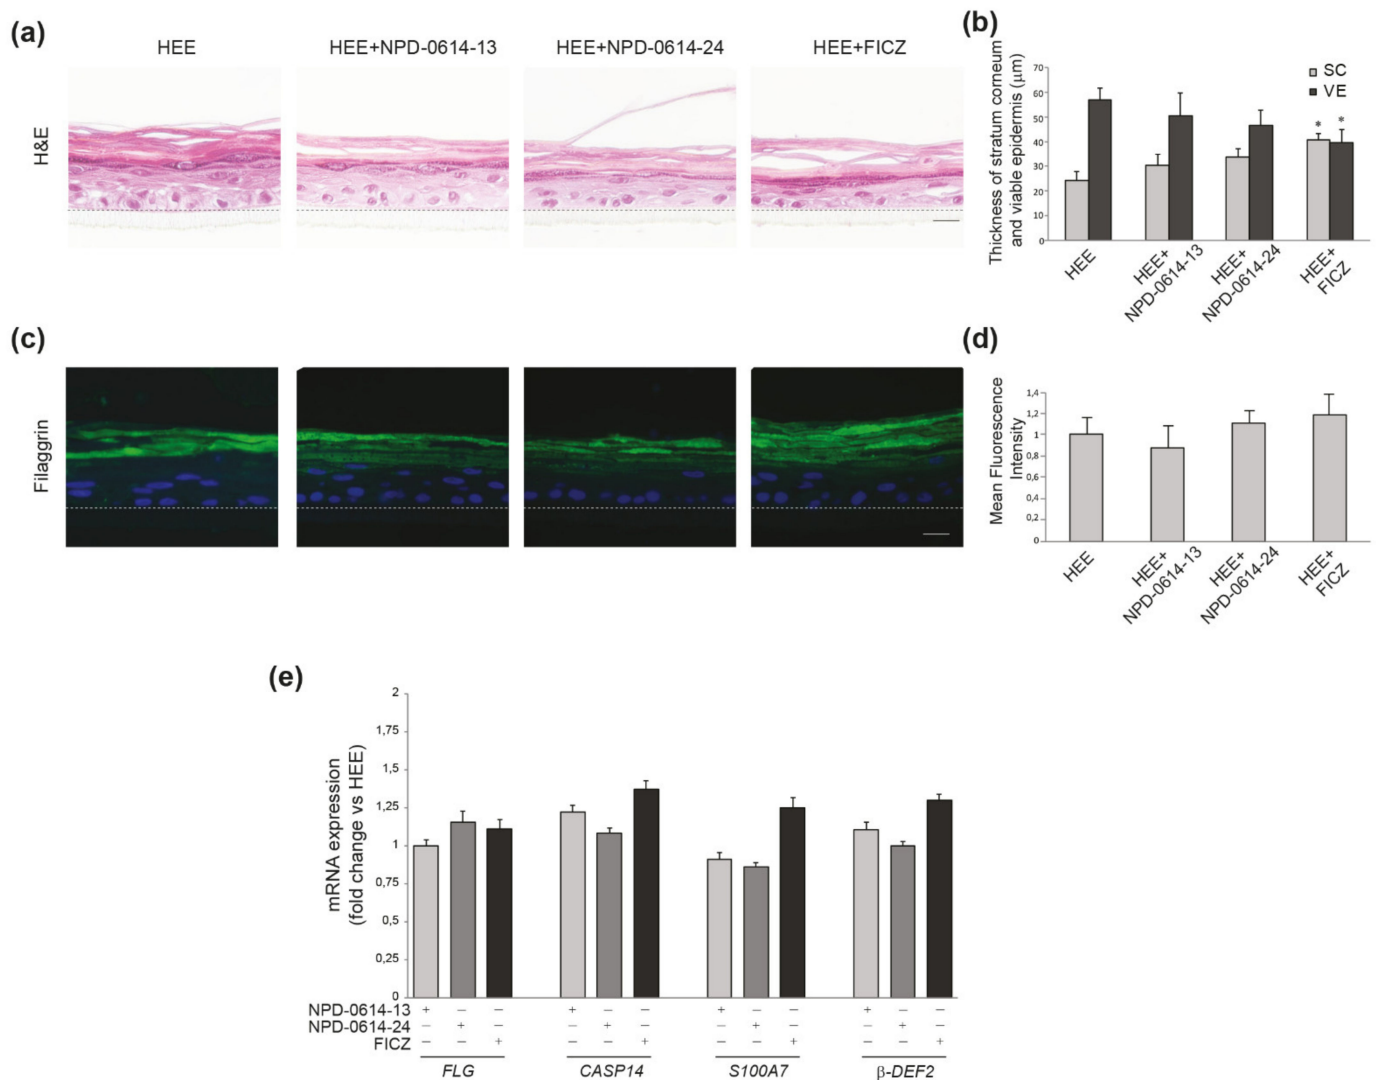 (a)
HEE
HEE+NPD-0614-13
HEE+NPD-0614-24
HEE+FICZ
H&E
(b)
Thickness of stratum corneum
and viable epidermis (μm)
70
60
50
40
30
20
10
0
SC
VE
*
*
HEE
HEE+
NPD-0614-13
HEE+
NPD-0614-24
HEE+
FICZ
(c)
Filaggrin
(d)
Mean Fluorescence
Intensity
1,4
1,2
1
0,8
0,6
0,4
0,2
0
HEE
HEE+
NPD-0614-13
HEE+
NPD-0614-24
HEE+
FICZ
(e)
mRNA expression
(fold change vs HEE)
2
1,75
1,5
1,25
1
0,75
0,5
0,25
0
NPD-0614-13 + − − + − − + − − + − −
NPD-0614-24 − + − − + − − + − − + −
FICZ − − + − − + − − + − − +
FLG CASP14 S100A7 β-DEF2